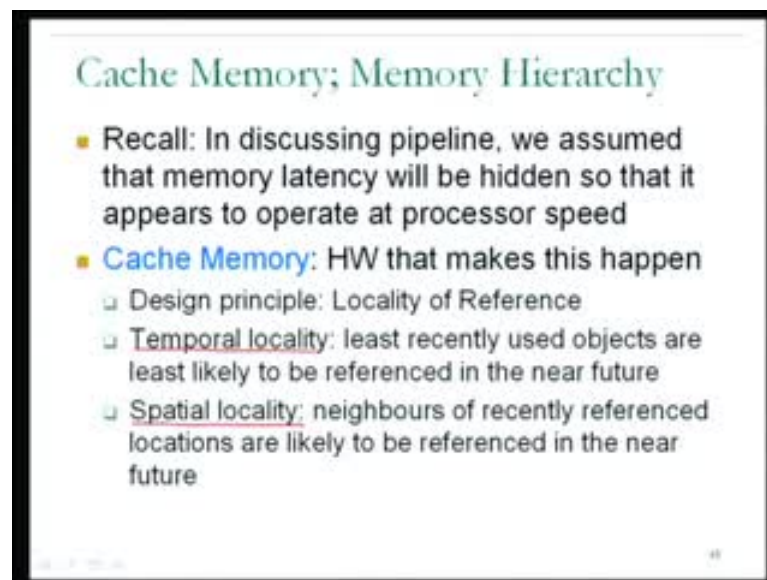 Cache Memory; Memory Hierarchy
Recall: In discussing pipeline, we assumed
that memory latency will be hidden so that it
appears to operate at processor speed
Cache Memory: HW that makes this happen
Design principle: Locality of Reference
Temporal locality: least recently used objects are
least likely to be referenced in the near future
Spatial locality: neighbours of recently referenced
locations are likely to be referenced in the near
future